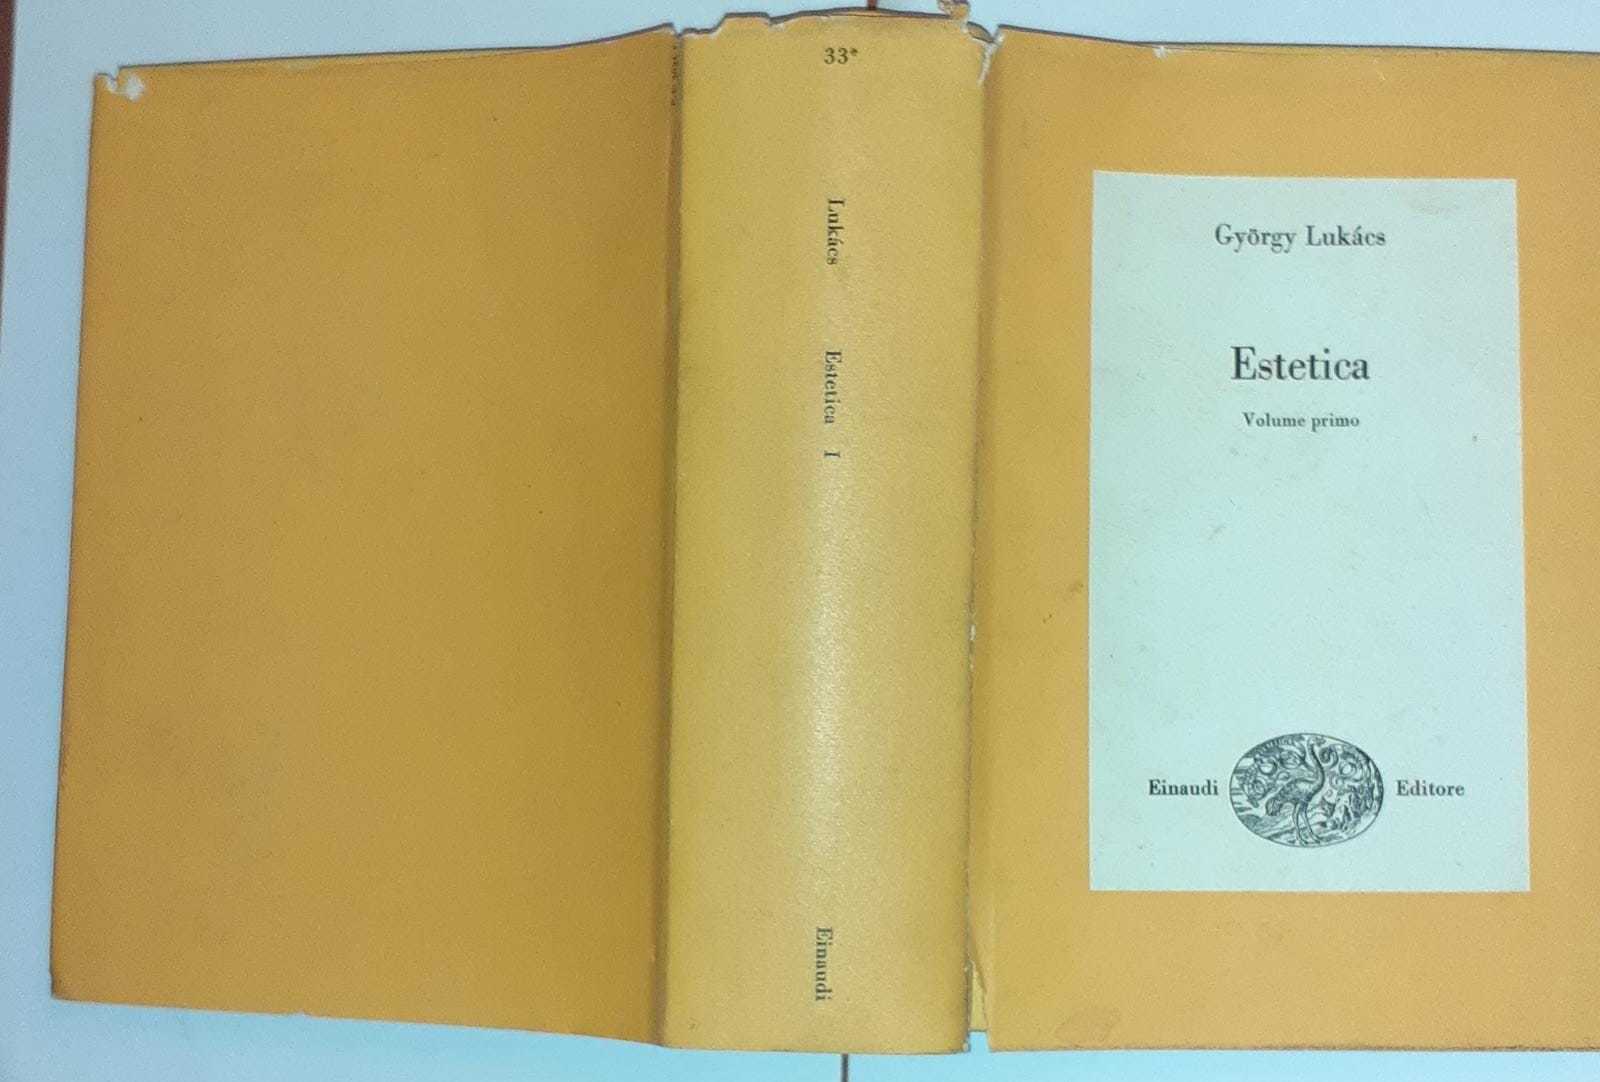 33*
Lukács Estetica I
Einaudi
György Lukács
Estetica
Volume primo
Einaudi Editore